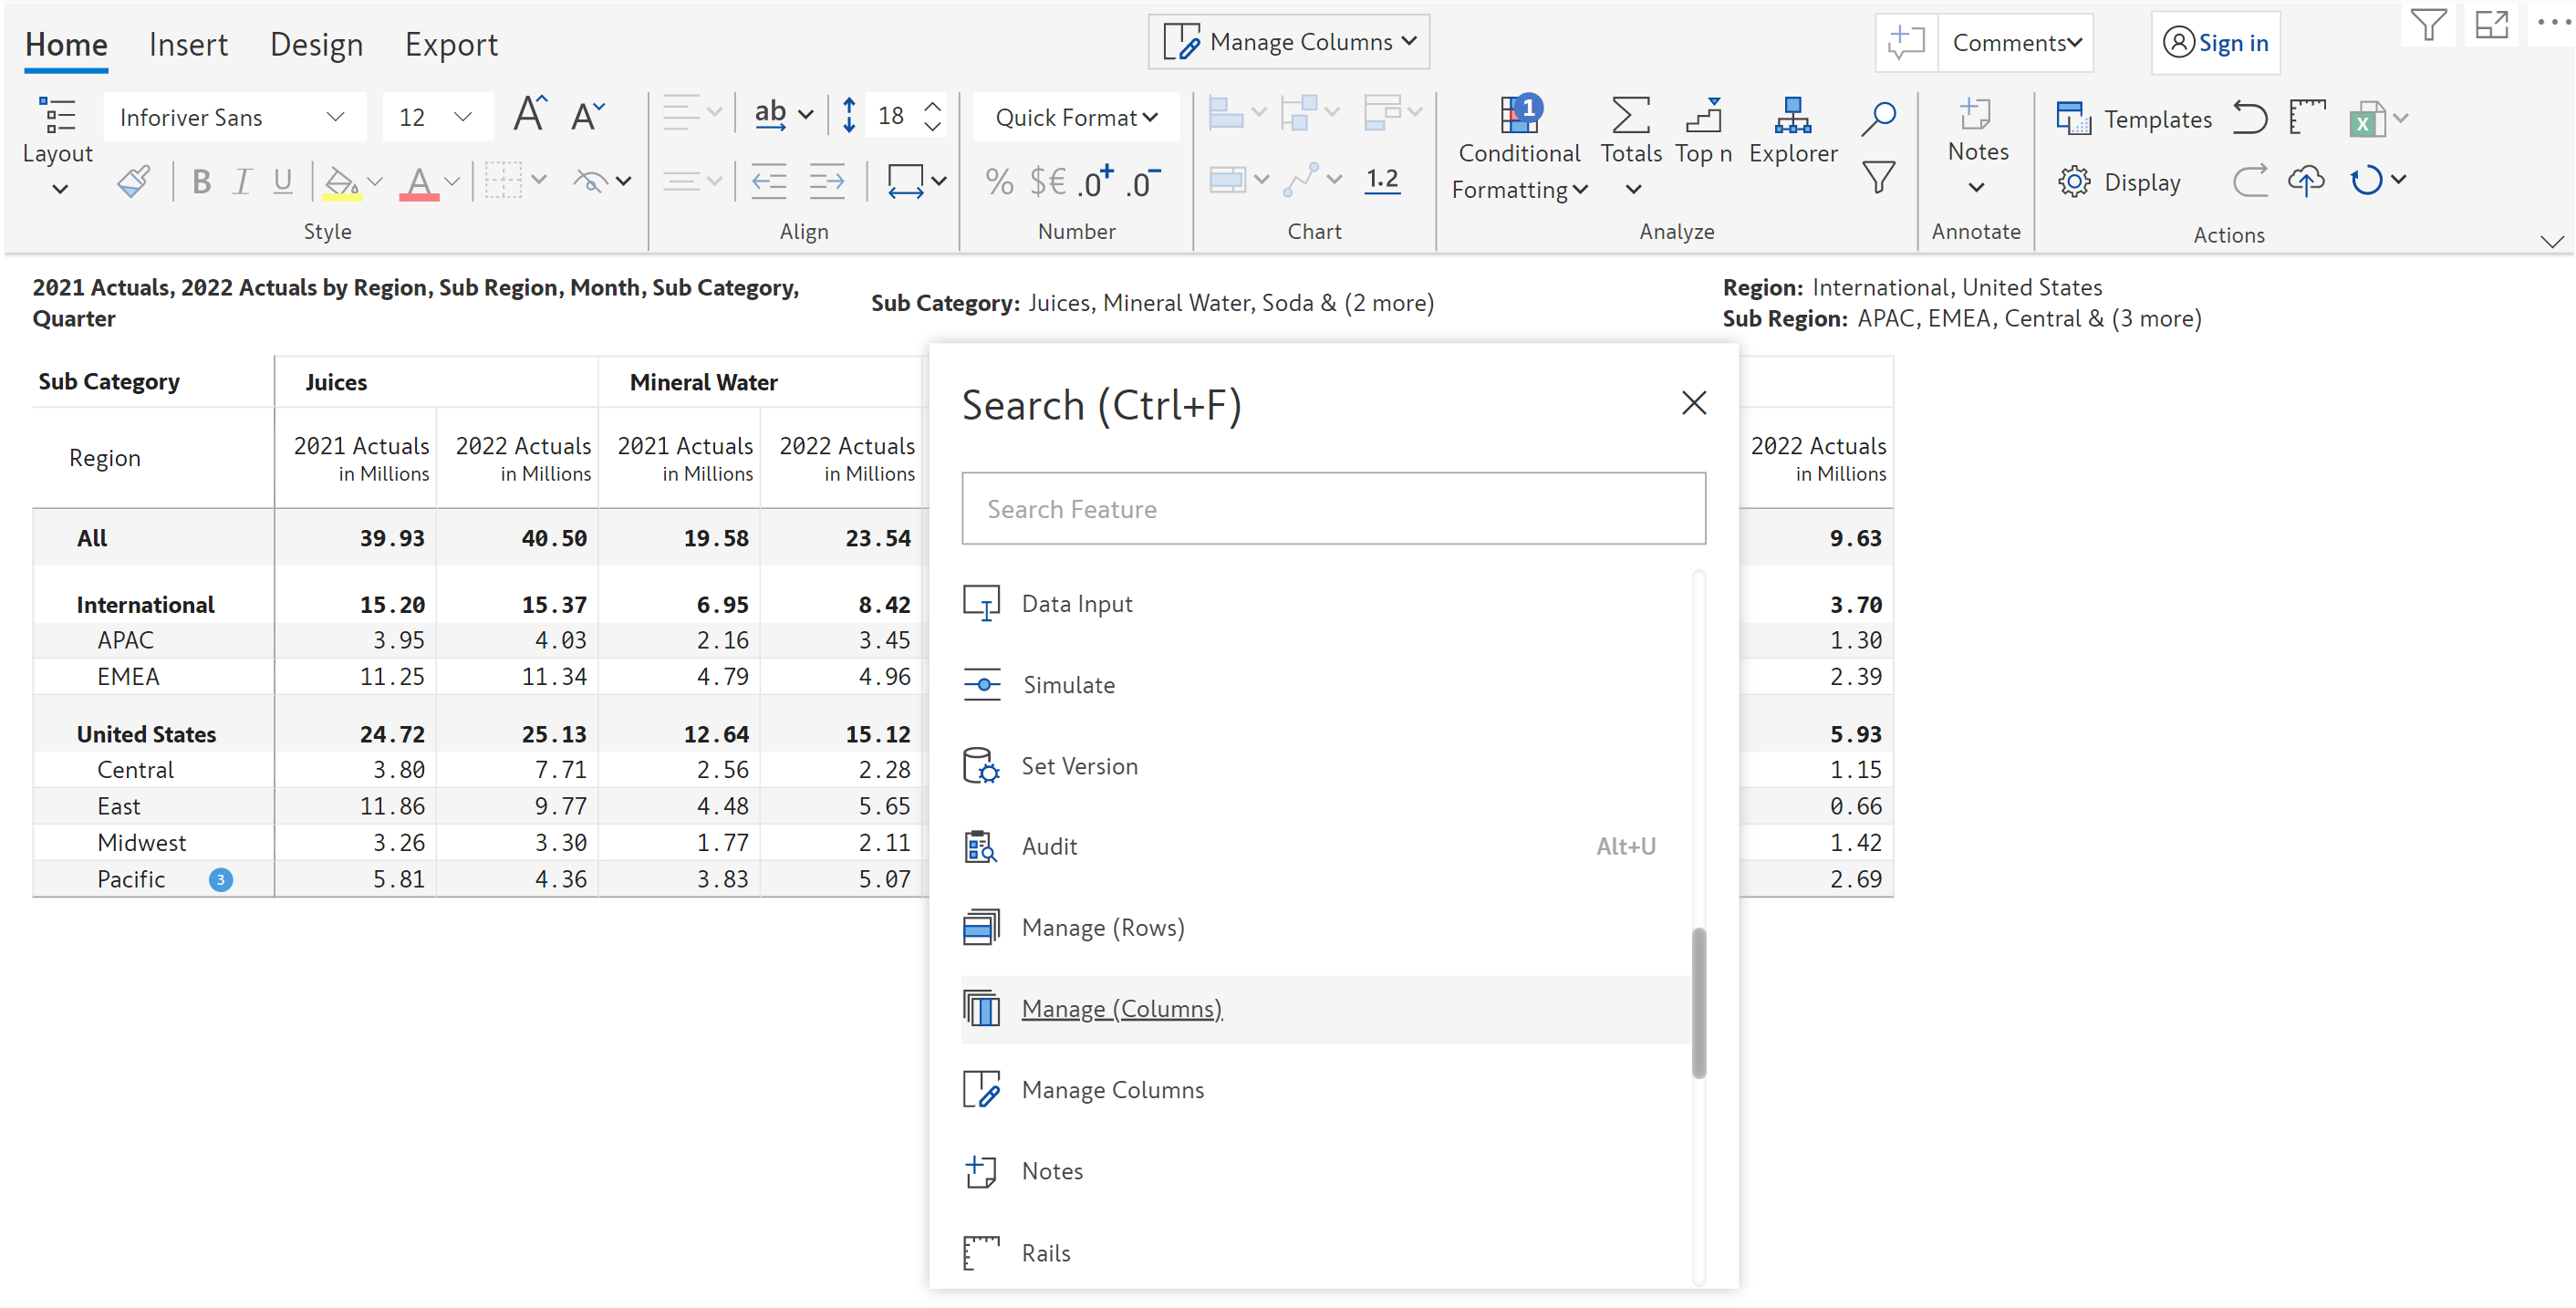 Home Insert Design Export
Manage Columns
Comments
Sign in
Layout
Inforiver Sans
12
B I U
A
A A
Style
ab
18
Align
Quick Format
% $€ .0+ .0-
Number
1.2
Chart
1
Conditional Formatting
Totals
Top n
Explorer
Analyze
Notes
Annotate
Templates
Display
X
Actions
2021 Actuals, 2022 Actuals by Region, Sub Region, Month, Sub Category,
Quarter
Sub Category: Juices, Mineral Water, Soda & (2 more)
Region: International, United States
Sub Region: APAC, EMEA, Central & (3 more)
Sub Category Juices Mineral Water
Region 2021 Actuals in Millions 2022 Actuals in Millions 2021 Actuals in Millions 2022 Actuals in Millions 2022 Actuals in Millions
All 39.93 40.50 19.58 23.54 9.63
International 15.20 15.37 6.95 8.42 3.70
APAC 3.95 4.03 2.16 3.45 1.30
EMEA 11.25 11.34 4.79 4.96 2.39
United States 24.72 25.13 12.64 15.12 5.93
Central 3.80 7.71 2.56 2.28 1.15
East 11.86 9.77 4.48 5.65 0.66
Midwest 3.26 3.30 1.77 2.11 1.42
Pacific 3 5.81 4.36 3.83 5.07 2.69
Search (Ctrl+F)
Search Feature
Data Input
Simulate
Set Version
Audit Alt+U
Manage (Rows)
Manage (Columns)
Manage Columns
Notes
Rails